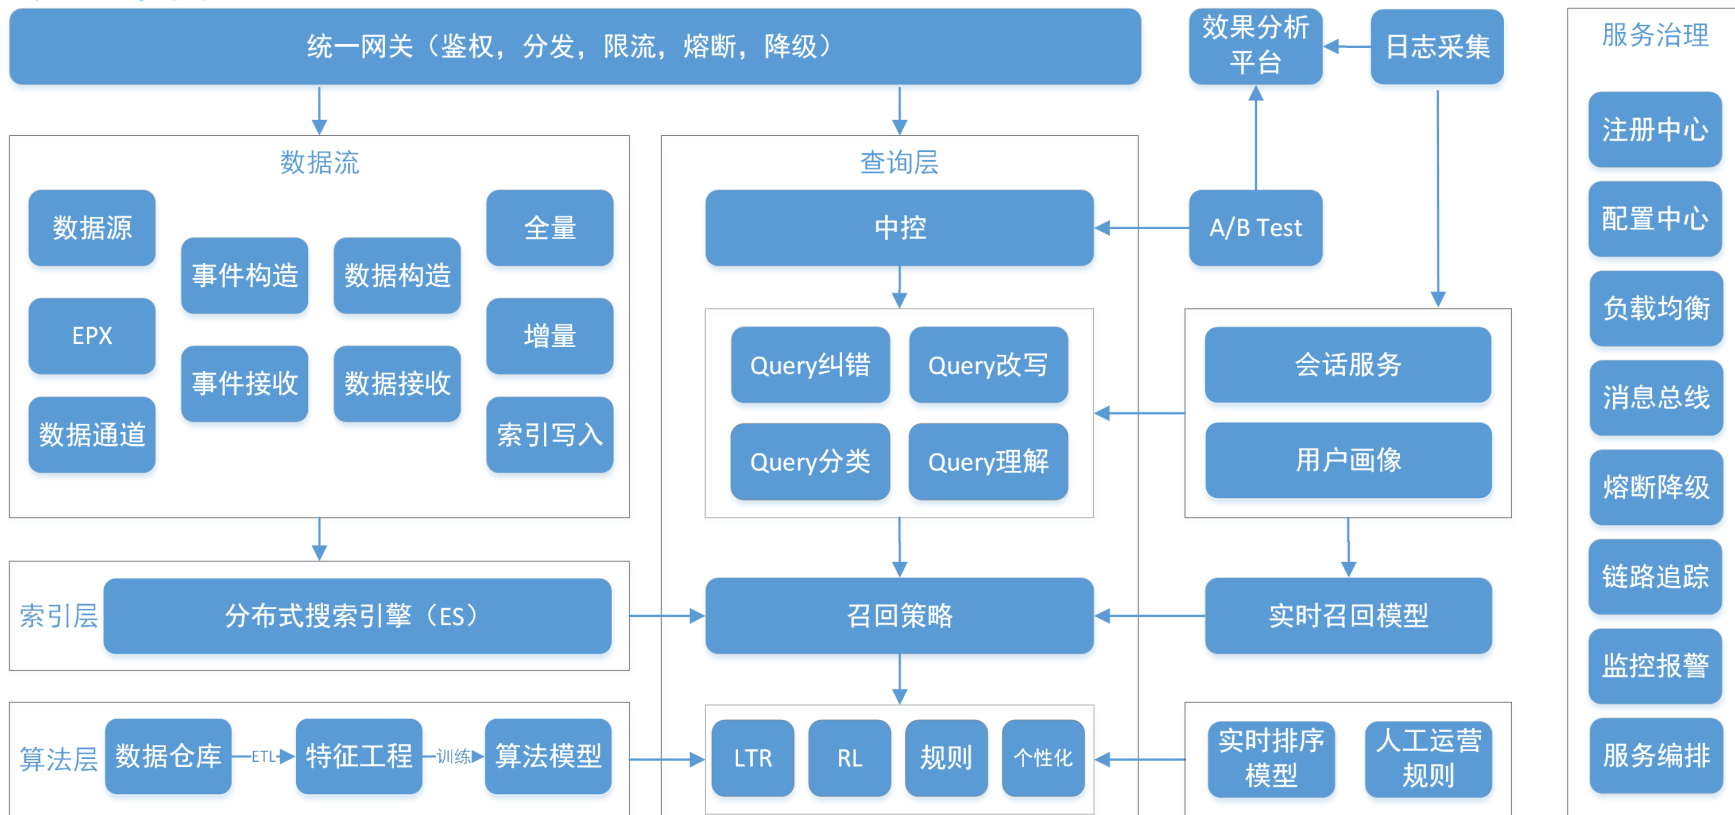 统一网关（鉴权，分发，限流，熔断，降级）
效果分析
平台
日志采集
服务治理
数据流
数据源
EPX
数据通道
事件构造
事件接收
数据构造
数据接收
全量
增量
索引写入
查询层
中控
A/B Test
Query纠错
Query改写
Query分类
Query理解
会话服务
用户画像
索引层
分布式搜索引擎（ES）
召回策略
实时召回模型
算法层
数据仓库
ETL
特征工程
训练
算法模型
LTR
RL
规则
个性化
实时排序
模型
人工运营
规则
注册中心
配置中心
负载均衡
消息总线
熔断降级
链路追踪
监控报警
服务编排